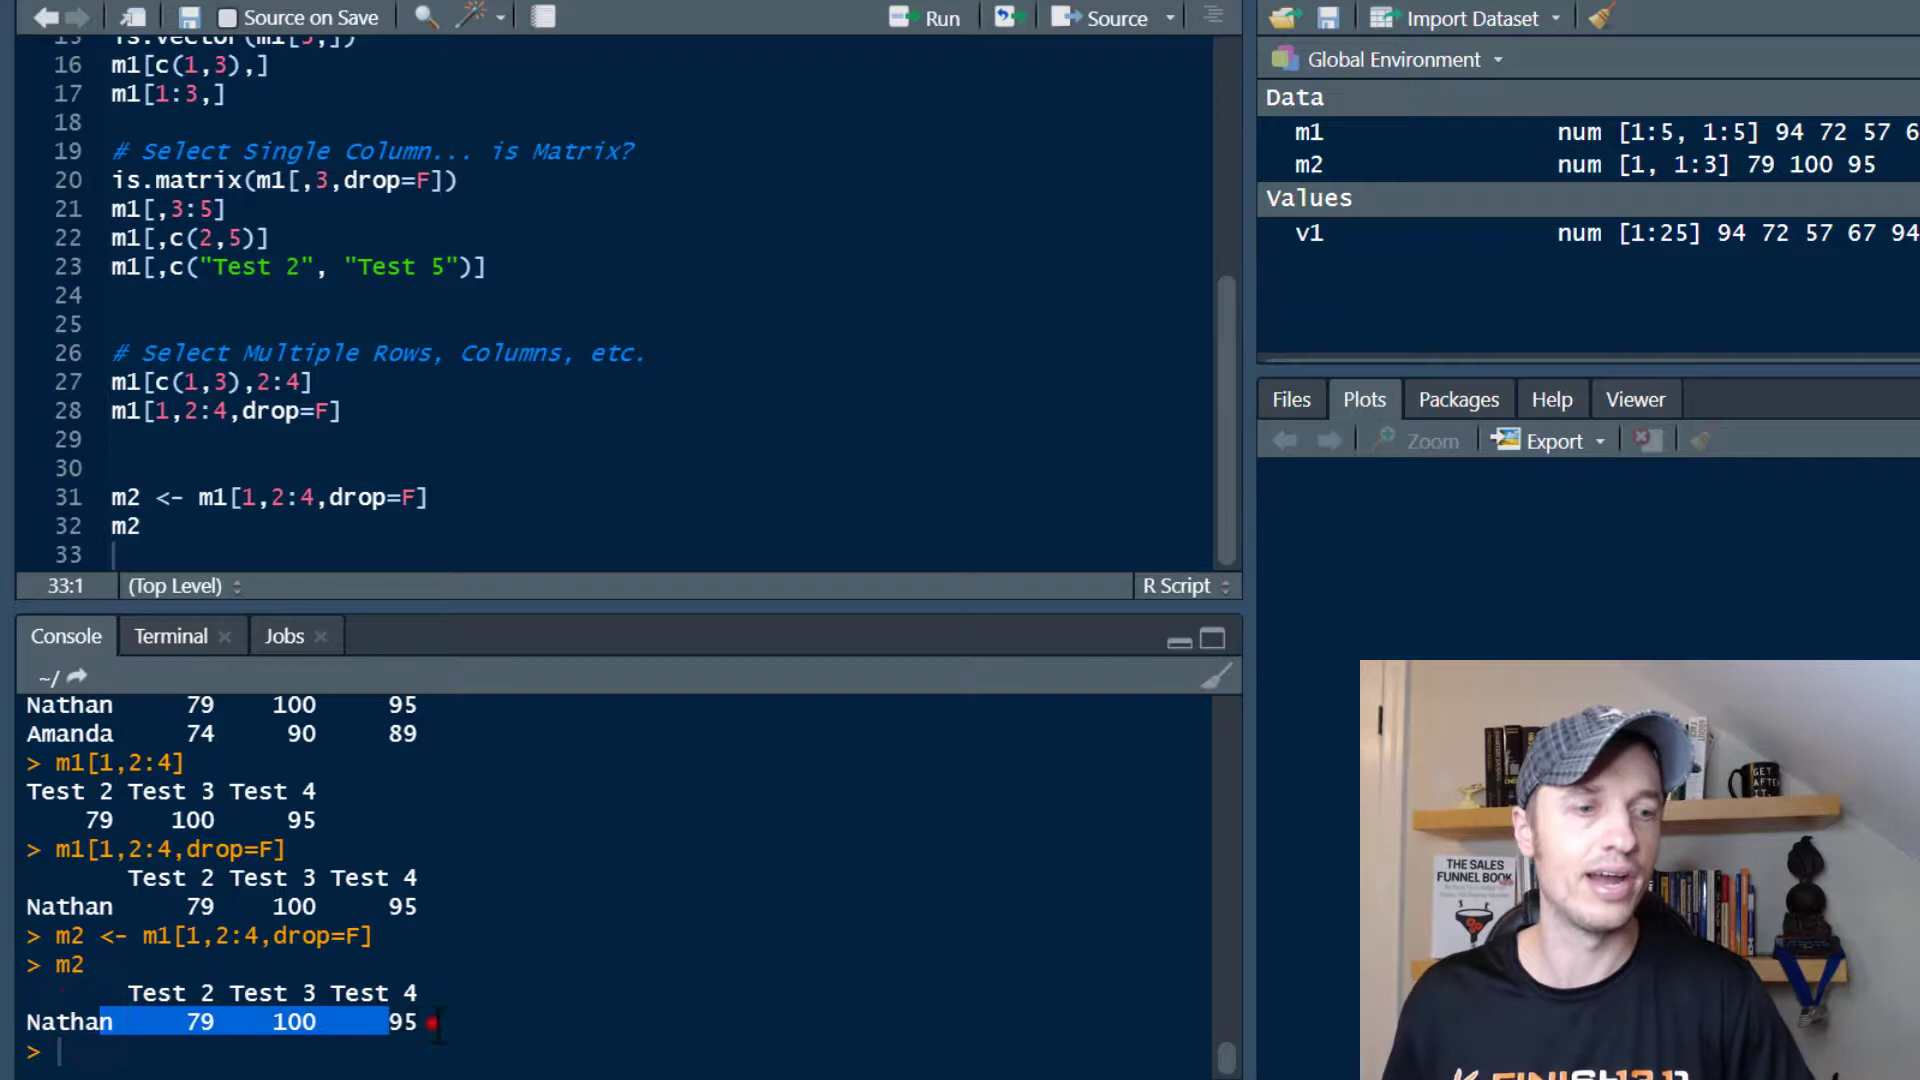 Source on Save
Run
Source
15 is.vector(m1[3,])
16 m1[c(1,3),]
17 m1[1:3,]
18
19 # Select Single Column... is Matrix?
20 is.matrix(m1[,3,drop=F])
21 m1[,3:5]
22 m1[,c(2,5)]
23 m1[,c("Test 2", "Test 5")]
24
25
26 # Select Multiple Rows, Columns, etc.
27 m1[c(1,3),2:4]
28 m1[1,2:4,drop=F]
29
30
31 m2 <- m1[1,2:4,drop=F]
32 m2
33
33:1 (Top Level) R Script
Console Terminal Jobs
~/
Nathan 79 100 95
Amanda 74 90 89
> m1[1,2:4]
Test 2 Test 3 Test 4
79 100 95
> m1[1,2:4,drop=F]
Test 2 Test 3 Test 4
Nathan 79 100 95
> m2 <- m1[1,2:4,drop=F]
> m2
Test 2 Test 3 Test 4
Nathan 79 100 95
>
Import Dataset
Global Environment
Data
m1 num [1:5, 1:5] 94 72 57 6
m2 num [1, 1:3] 79 100 95
Values
v1 num [1:25] 94 72 57 67 94
Files Plots Packages Help Viewer
Zoom Export
GET
AFTER
IT.
THE SALES
FUNNEL BOOK